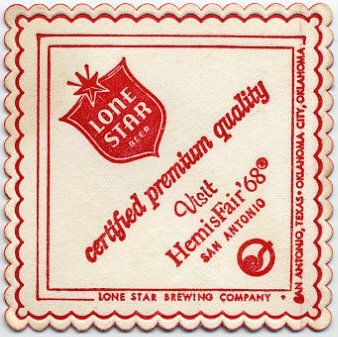 LONE
STAR
BEER
certified premium quality
Visit
HemisFair '68®
SAN ANTONIO
LONE STAR BREWING COMPANY •
SAN ANTONIO, TEXAS • OKLAHOMA CITY, OKLAHOMA